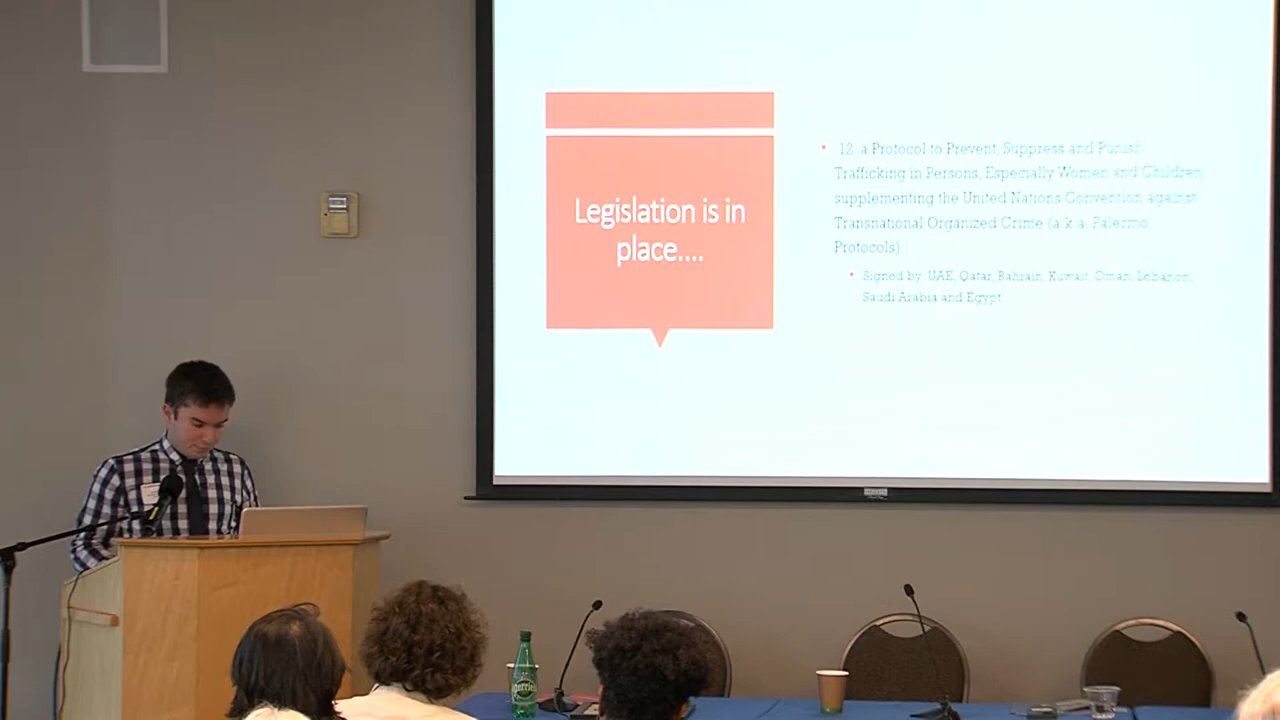 Legislation is in
place....
12. a Protocol to Prevent, Suppress and Punish
Trafficking in Persons, Especially Women and Children,
supplementing the United Nations Convention against
Transnational Organized Crime (a.k.a. Palermo
Protocols)
Signed by: UAE, Qatar, Bahrain, Kuwait, Oman, Lebanon,
Saudi Arabia and Egypt
Perrier